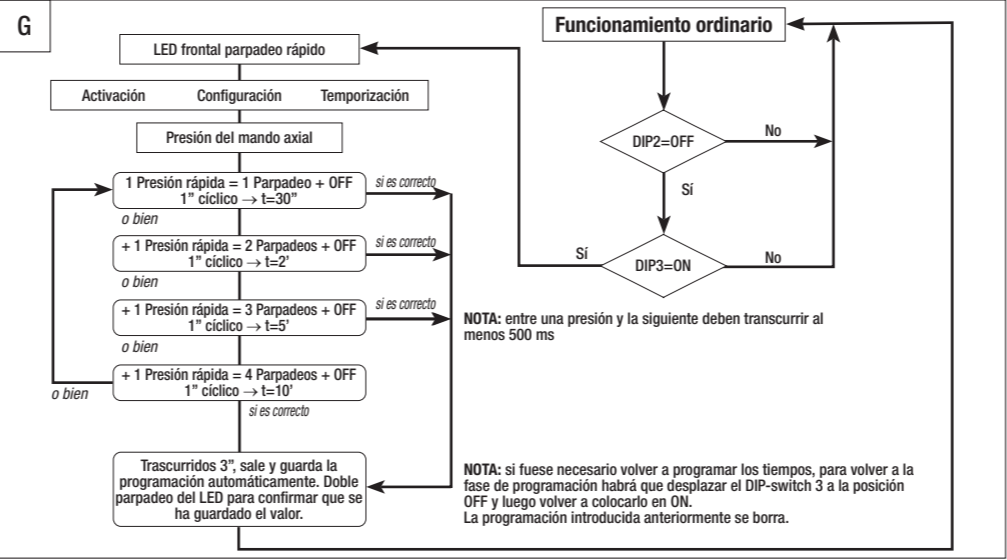 G
Funcionamiento ordinario
LED frontal parpadeo rápido
Activación Configuración Temporización
Presión del mando axial
1 Presión rápida = 1 Parpadeo + OFF
1” cíclico → t=30”
si es correcto
o bien
+ 1 Presión rápida = 2 Parpadeos + OFF
1” cíclico → t=2’
si es correcto
o bien
+ 1 Presión rápida = 3 Parpadeos + OFF
1” cíclico → t=5’
si es correcto
o bien
+ 1 Presión rápida = 4 Parpadeos + OFF
1” cíclico → t=10’
o bien
si es correcto
Trascurridos 3”, sale y guarda la
programación automáticamente. Doble
parpadeo del LED para confirmar que se
ha guardado el valor.
DIP2=OFF
No
Sí
DIP3=ON
Sí
No
NOTA: entre una presión y la siguiente deben transcurrir al
menos 500 ms
NOTA: si fuese necesario volver a programar los tiempos, para volver a la
fase de programación habrá que desplazar el DIP-switch 3 a la posición
OFF y luego volver a colocarlo en ON.
La programación introducida anteriormente se borra.